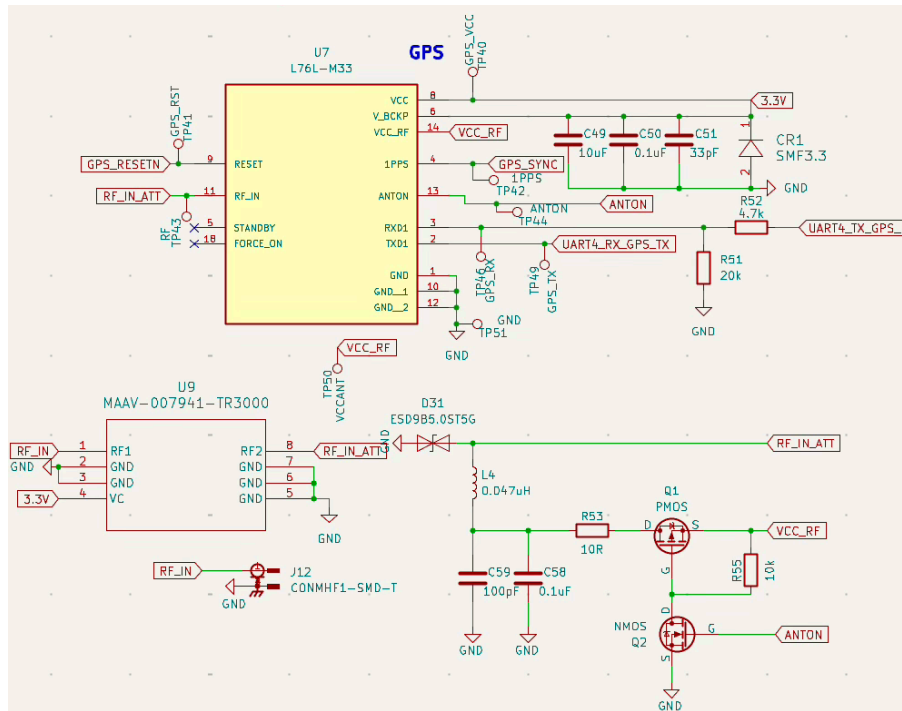 GPS
U7
L76L-M33
GPS_VCC
TP40
VCC
8
3.3V
V_BCKP
6
VCC_RF
14
VCC_RF
GPS_RST
TP41
GPS_RESETN
9
RESET
1PPS
4
GPS_SYNC
1PPS
TP42
RF_IN_ATT
11
RF_IN
ANTON
13
ANTON
ANTON
TP44
RF
TP43
5
STANDBY
18
FORCE_ON
RXD1
3
TXD1
2
UART4_RX_GPS_TX
TP46
GPS_RX
TP49
GPS_TX
GND
1
GND__1
10
GND__2
12
GND
TP51
GND
C49
10uF
C50
0.1uF
C51
33pF
1
2
CR1
SMF3.3
GND
R52
4.7k
UART4_TX_GPS_
R51
20k
GND
VCC_RF
TP50
VCCANT
U9
MAAV-007941-TR3000
RF_IN
1
RF1
GND
2
GND
3
GND
3.3V
4
VC
RF2
8
RF_IN_ATT
GND
7
GND
6
GND
5
GND
RF_IN
J12
CONMHF1-SMD-T
GND
D31
ESD9B5.0ST5G
GND
RF_IN_ATT
L4
0.047uH
R53
10R
Q1
PMOS
D
S
G
VCC_RF
R55
10k
C59
100pF
C58
0.1uF
GND
GND
NMOS
Q2
D
G
S
ANTON
GND